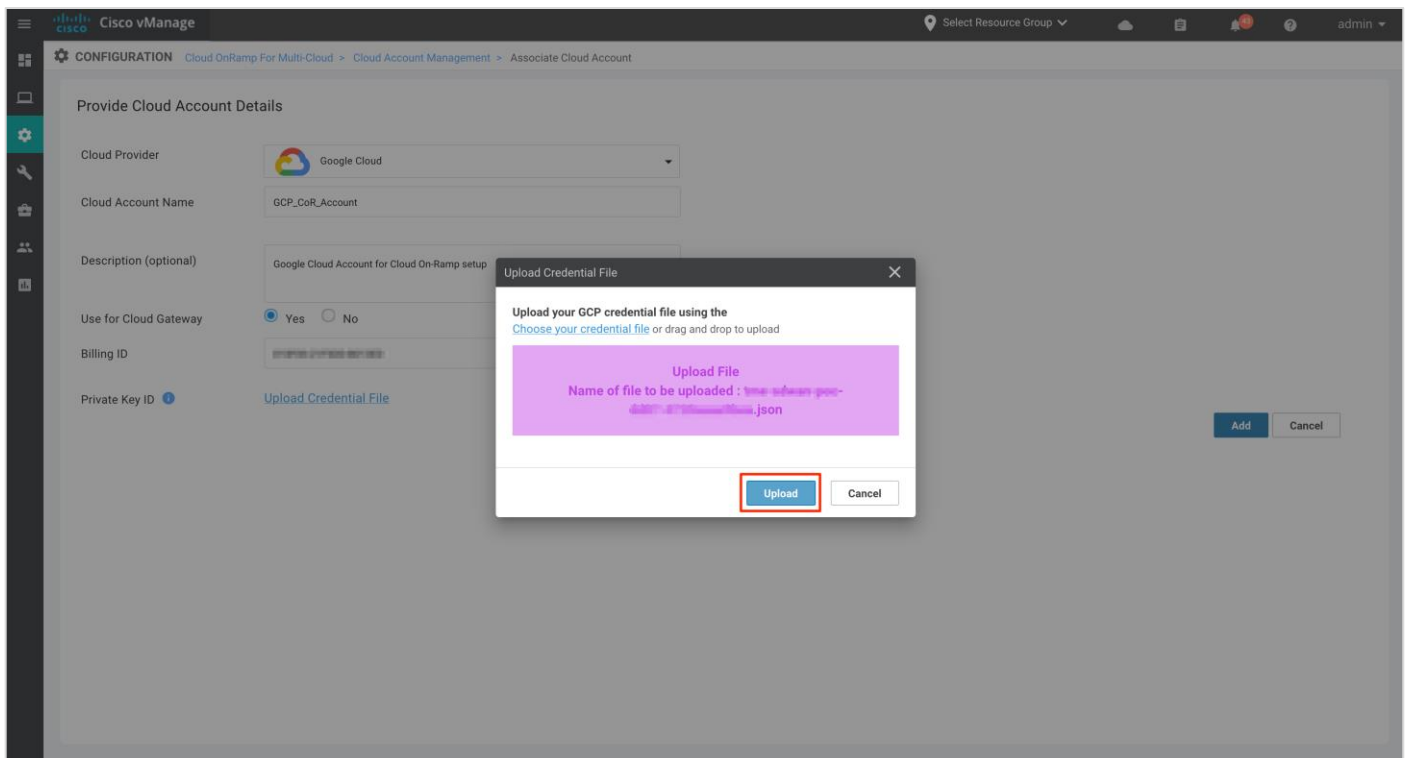 Cisco vManage
Select Resource Group
admin
CONFIGURATION Cloud OnRamp For Multi-Cloud > Cloud Account Management > Associate Cloud Account
Provide Cloud Account Details
Cloud Provider
Google Cloud
Cloud Account Name
GCP_CoR_Account
Description (optional)
Google Cloud Account for Cloud On-Ramp setup
Use for Cloud Gateway
Yes No
Billing ID
Private Key ID
Upload Credential File
Upload Credential File
Upload your GCP credential file using the
Choose your credential file or drag and drop to upload
Upload File
Name of file to be uploaded :
.json
Upload Cancel
Add Cancel